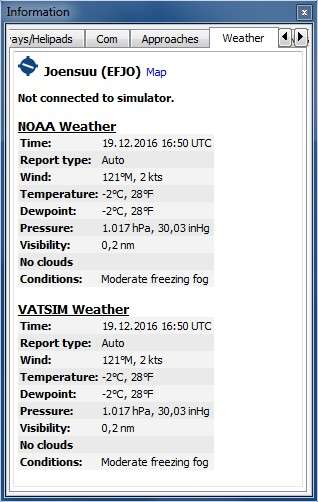 Information
rays/Helipads Com Approaches Weather
Joensuu (EFJO) Map
Not connected to simulator.
NOAA Weather
Time: 19.12.2016 16:50 UTC
Report type: Auto
Wind: 121°M, 2 kts
Temperature: -2°C, 28°F
Dewpoint: -2°C, 28°F
Pressure: 1.017 hPa, 30,03 inHg
Visibility: 0,2 nm
No clouds
Conditions: Moderate freezing fog
VATSIM Weather
Time: 19.12.2016 16:50 UTC
Report type: Auto
Wind: 121°M, 2 kts
Temperature: -2°C, 28°F
Dewpoint: -2°C, 28°F
Pressure: 1.017 hPa, 30,03 inHg
Visibility: 0,2 nm
No clouds
Conditions: Moderate freezing fog